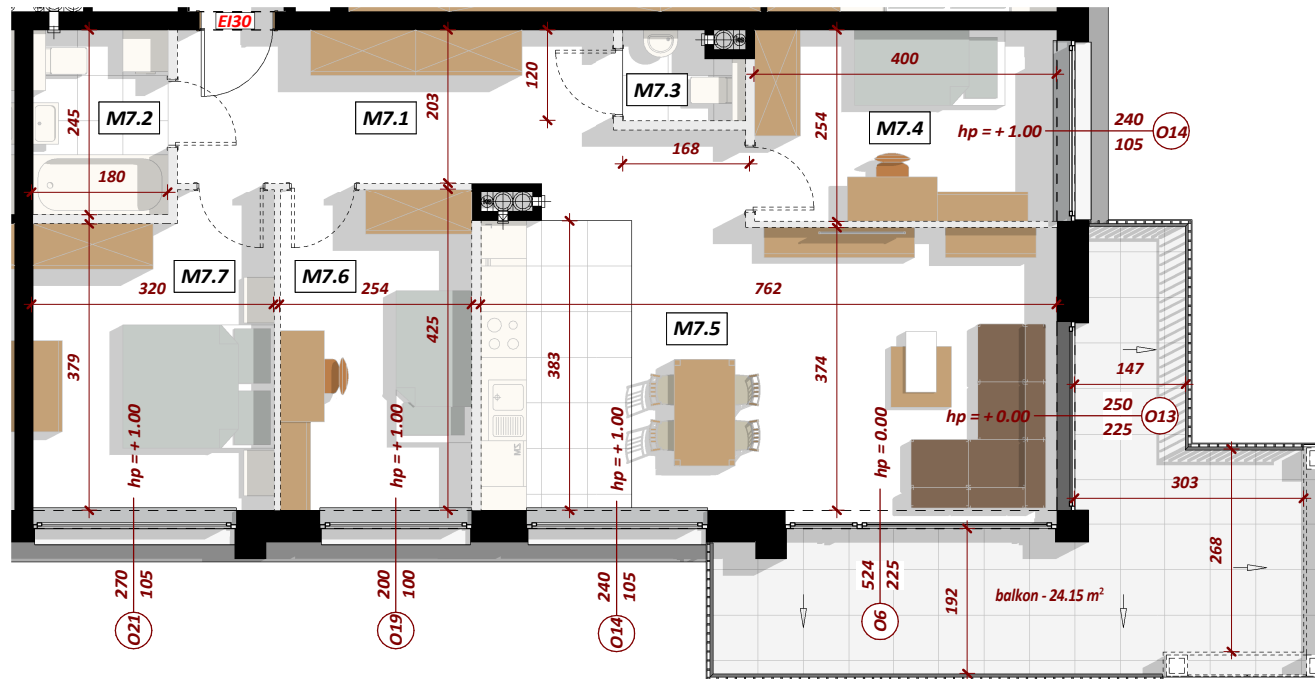 EI30
M7.2
245
180
M7.1
203
120
M7.3
168
400
254
M7.4
hp = + 1.00
240
105
O14
M7.7
320
379
hp = + 1.00
M7.6
254
425
hp = + 1.00
383
MZ
M7.5
762
374
hp = + 1.00
hp = 0.00
hp = + 0.00
147
250
225
O13
303
268
192
balkon - 24.15 m²
270
105
O21
200
100
O19
240
105
O14
524
225
O6